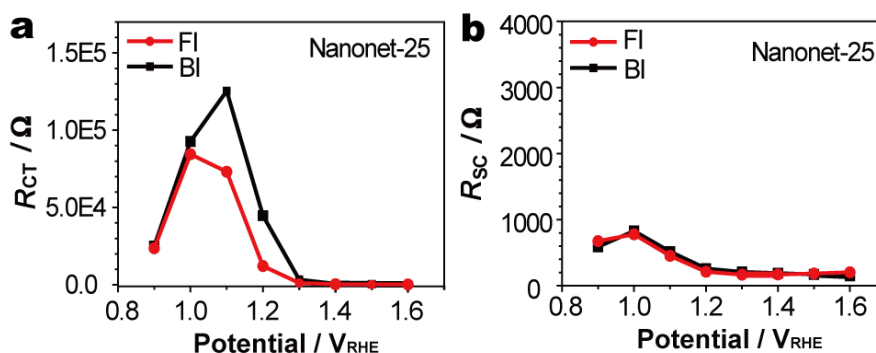 a
FI
BI
Nanonet-25
1.5E5
1.0E5
5.0E4
0.0
RCT / Ω
0.8 1.0 1.2 1.4 1.6
Potential / VRHE
b
FI
BI
Nanonet-25
4000
3000
2000
1000
0
RSC / Ω
0.8 1.0 1.2 1.4 1.6
Potential / VRHE